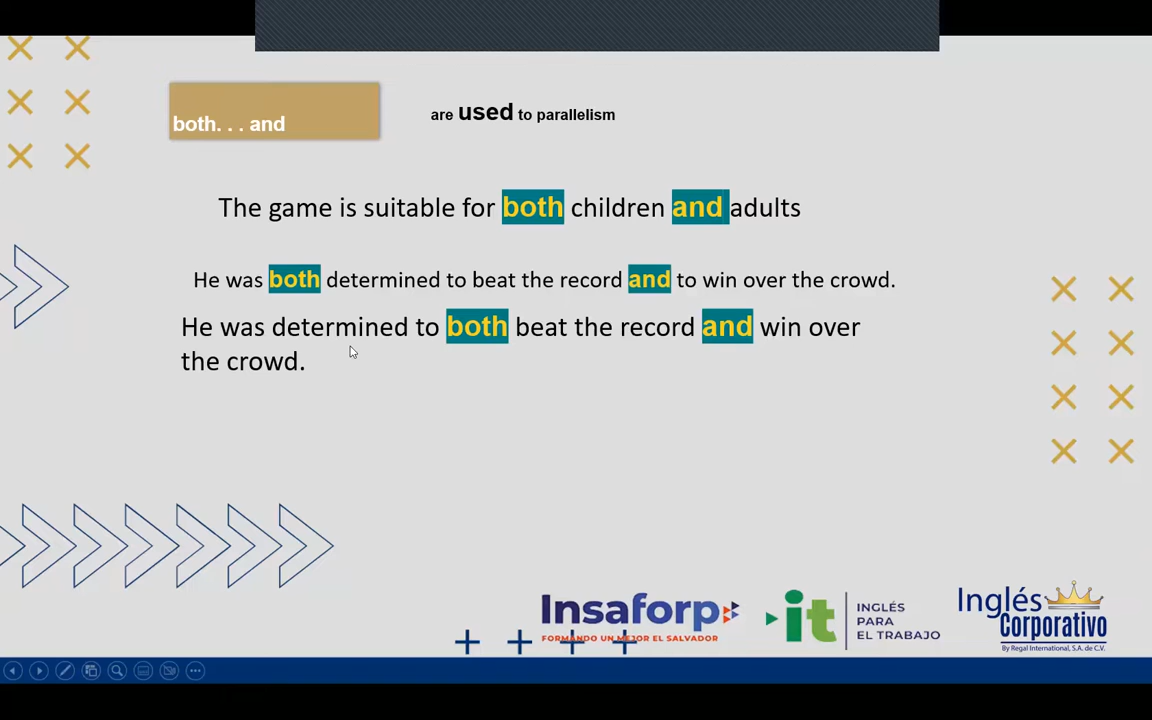 both. . . and
are used to parallelism
The game is suitable for both children and adults
He was both determined to beat the record and to win over the crowd.
He was determined to both beat the record and win over
the crowd.
Insaforp
FORMANDO UN MEJOR EL SALVADOR
it
INGLÉS
PARA
EL TRABAJO
Inglés
Corporativo
By Regal International, S.A. de C.V.